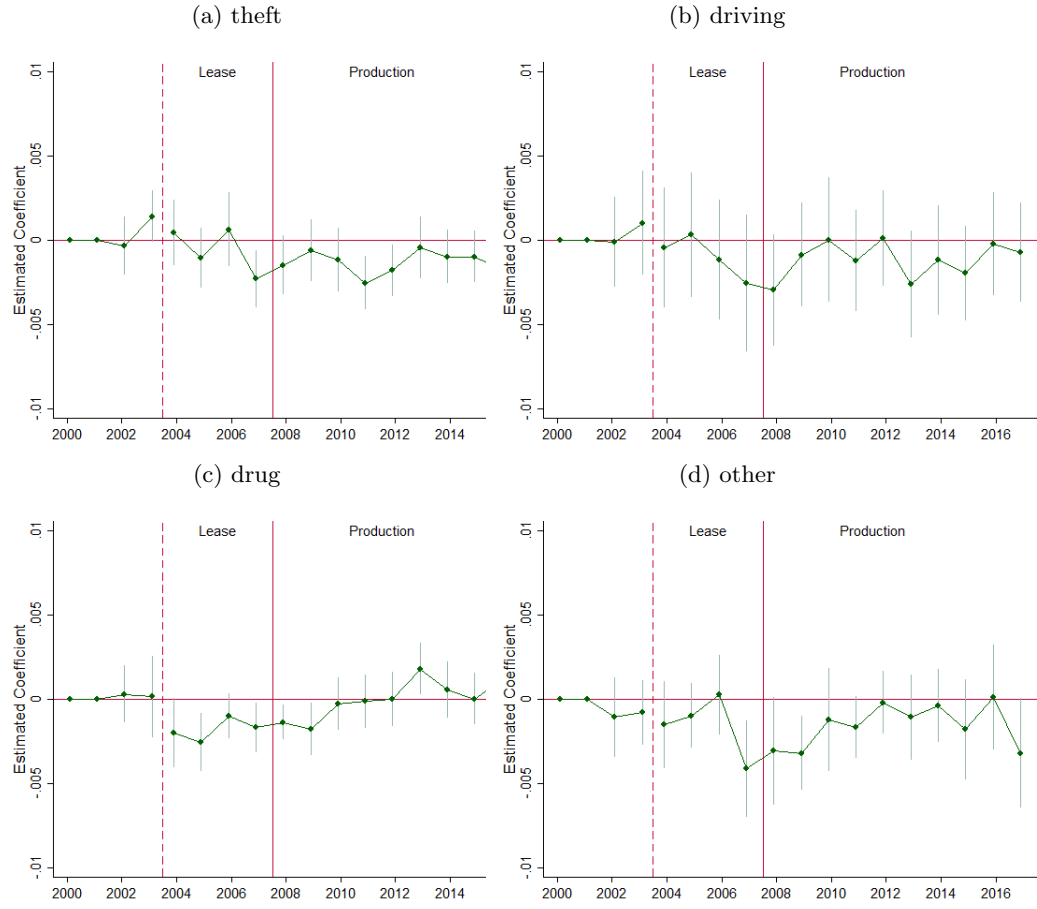 (a) theft
Estimated Coefficient
.01
.005
0
-.005
-.01
Lease
Production
2000 2002 2004 2006 2008 2010 2012 2014
(b) driving
Estimated Coefficient
.01
.005
0
-.005
-.01
Lease
Production
2000 2002 2004 2006 2008 2010 2012 2014 2016
(c) drug
Estimated Coefficient
.01
.005
0
-.005
-.01
Lease
Production
2000 2002 2004 2006 2008 2010 2012 2014
(d) other
Estimated Coefficient
.01
.005
0
-.005
-.01
Lease
Production
2000 2002 2004 2006 2008 2010 2012 2014 2016